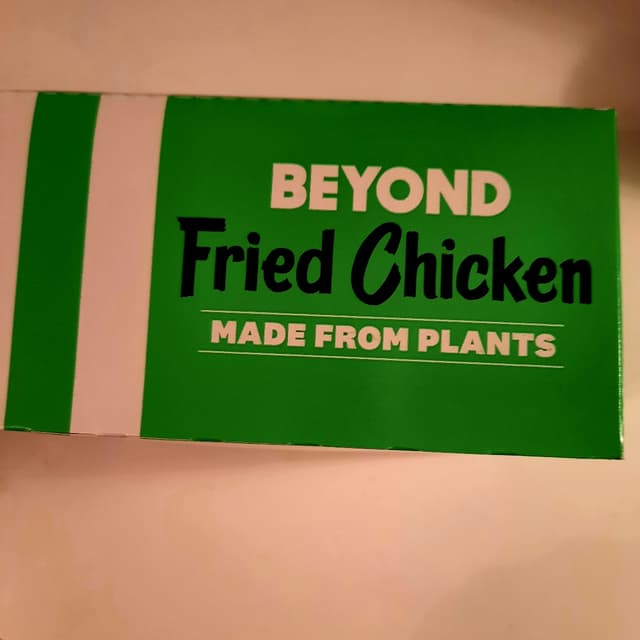 BEYOND
Fried Chicken
MADE FROM PLANTS